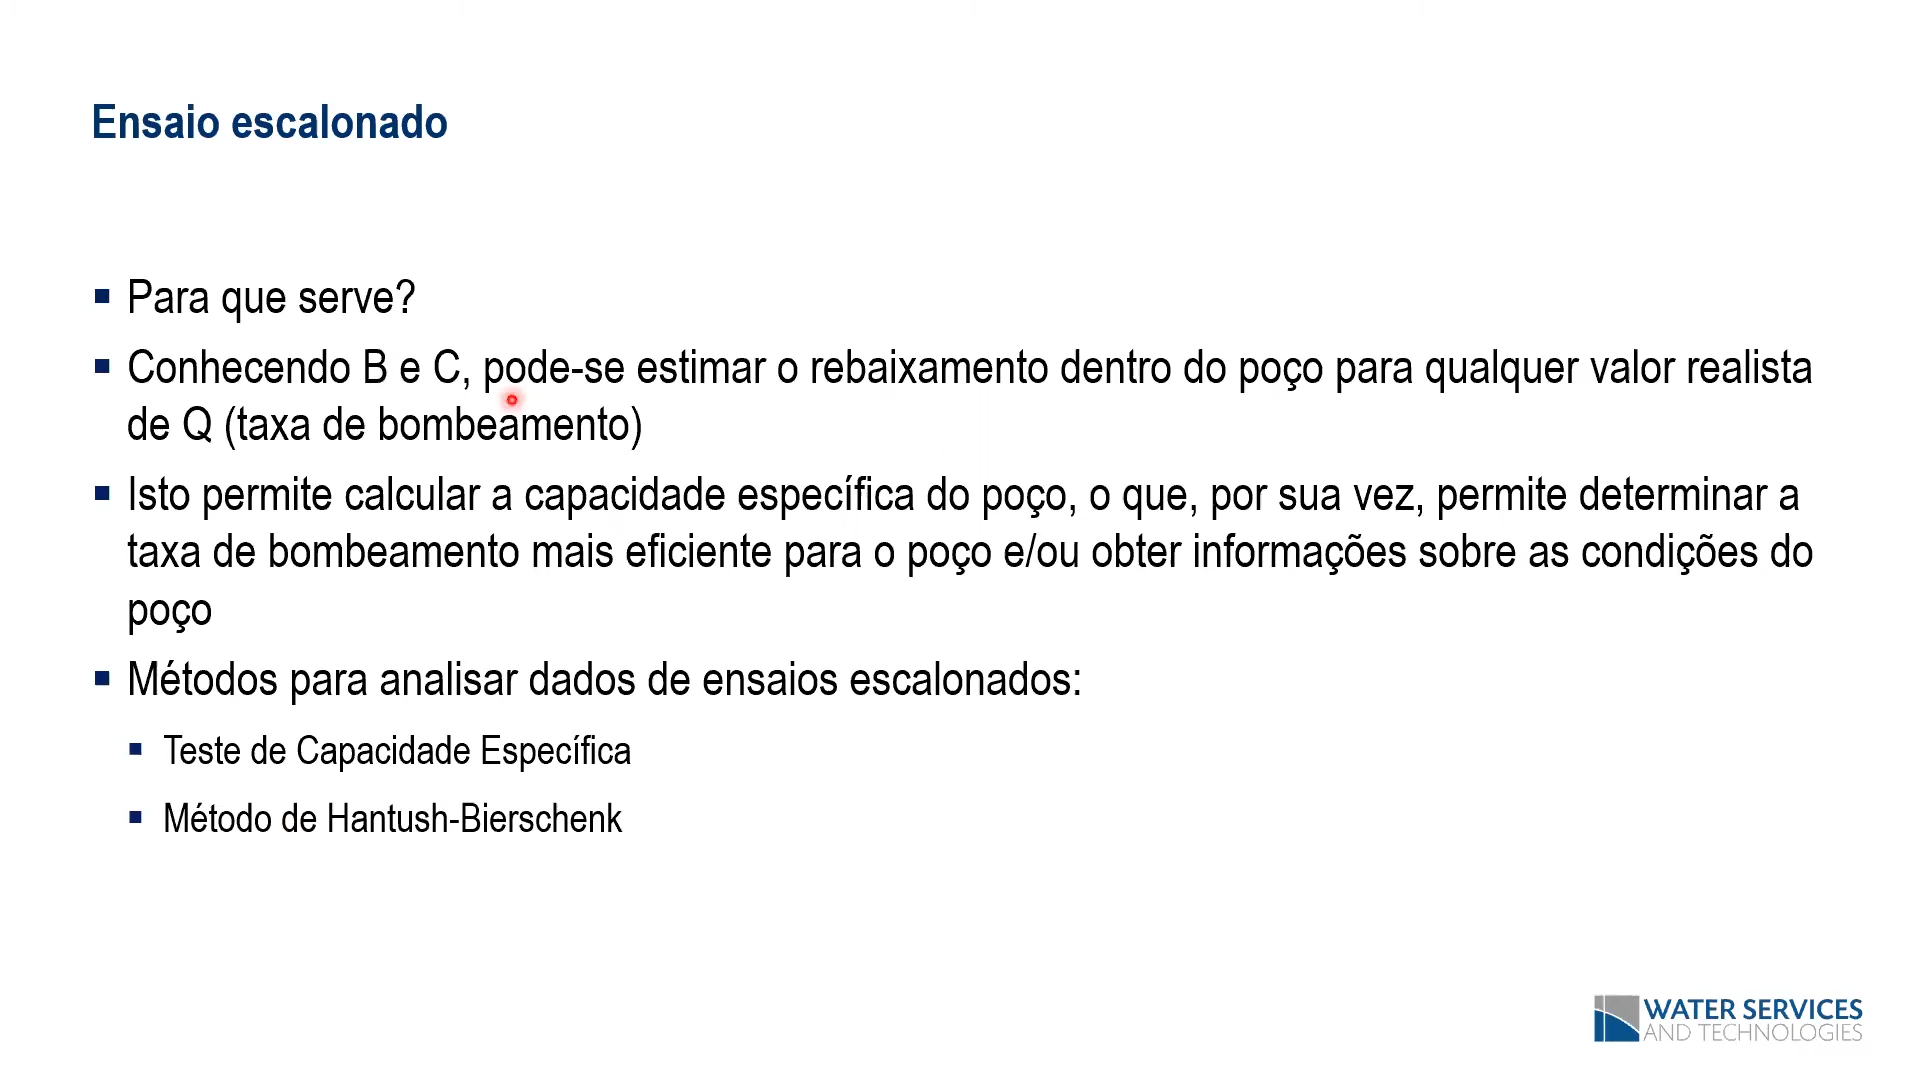 Ensaio escalonado
Para que serve?
Conhecendo B e C, pode-se estimar o rebaixamento dentro do poço para qualquer valor realista
de Q (taxa de bombeamento)
Isto permite calcular a capacidade específica do poço, o que, por sua vez, permite determinar a
taxa de bombeamento mais eficiente para o poço e/ou obter informações sobre as condições do
poço
Métodos para analisar dados de ensaios escalonados:
Teste de Capacidade Específica
Método de Hantush-Bierschenk
WATER SERVICES
AND TECHNOLOGIES